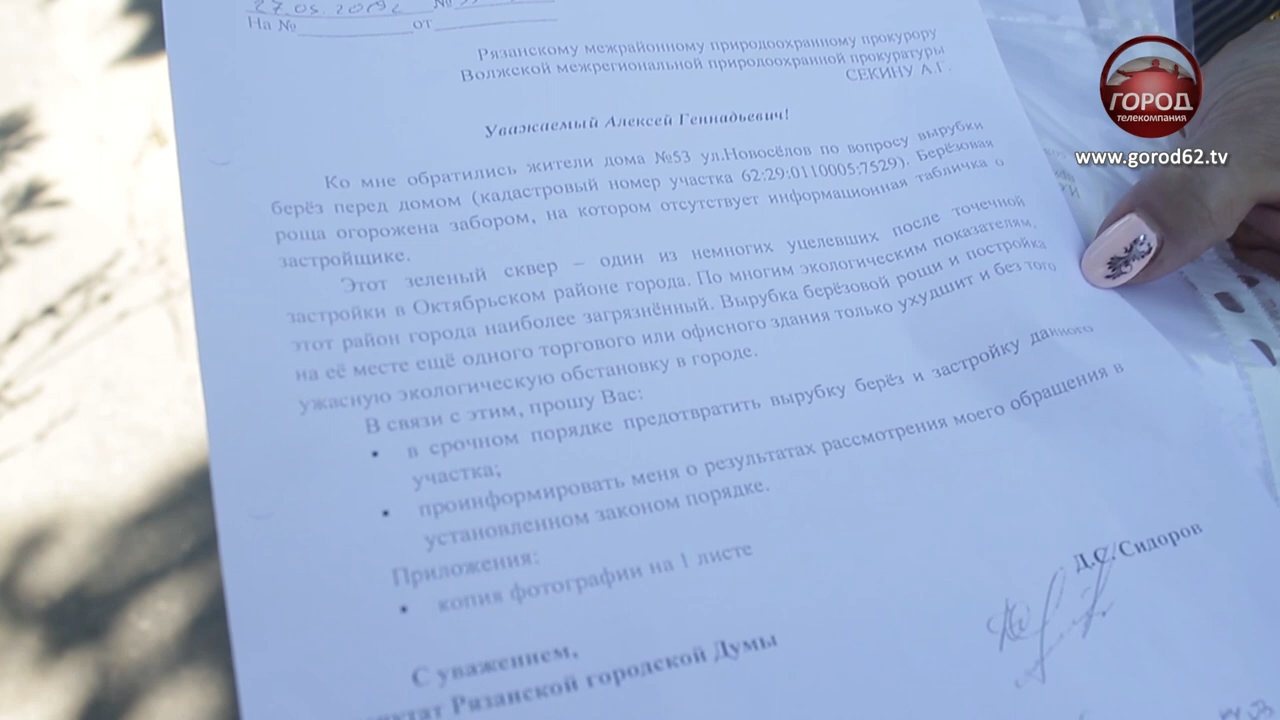 27.05.2019г №
На № от
Рязанскому межрайонному природоохранному прокурору
Волжской межрегиональной природоохранной прокуратуры
СЕКИНУ А.Г.
Уважаемый Алексей Геннадьевич!
Ко мне обратились жители дома №53 ул.Новосёлов по вопросу вырубки
берёз перед домом (кадастровый номер участка 62:29:0110005:7529). Берёзовая
роща огорожена забором, на котором отсутствует информационная табличка о
застройщике.
Этот зеленый сквер – один из немногих уцелевших после точечной
застройки в Октябрьском районе города. По многим экологическим показателям,
этот район города наиболее загрязнённый. Вырубка берёзовой рощи и постройка
на её месте ещё одного торгового или офисного здания только ухудшит и без того
ужасную экологическую обстановку в городе.
В связи с этим, прошу Вас:
• в срочном порядке предотвратить вырубку берёз и застройку данного
участка;
• проинформировать меня о результатах рассмотрения моего обращения в
установленном законом порядке.
Приложения:
• копия фотографии на 1 листе
С уважением,
Рязанской городской Думы
Д.С. Сидоров
ГОРОД
телекомпания
www.gorod62.tv